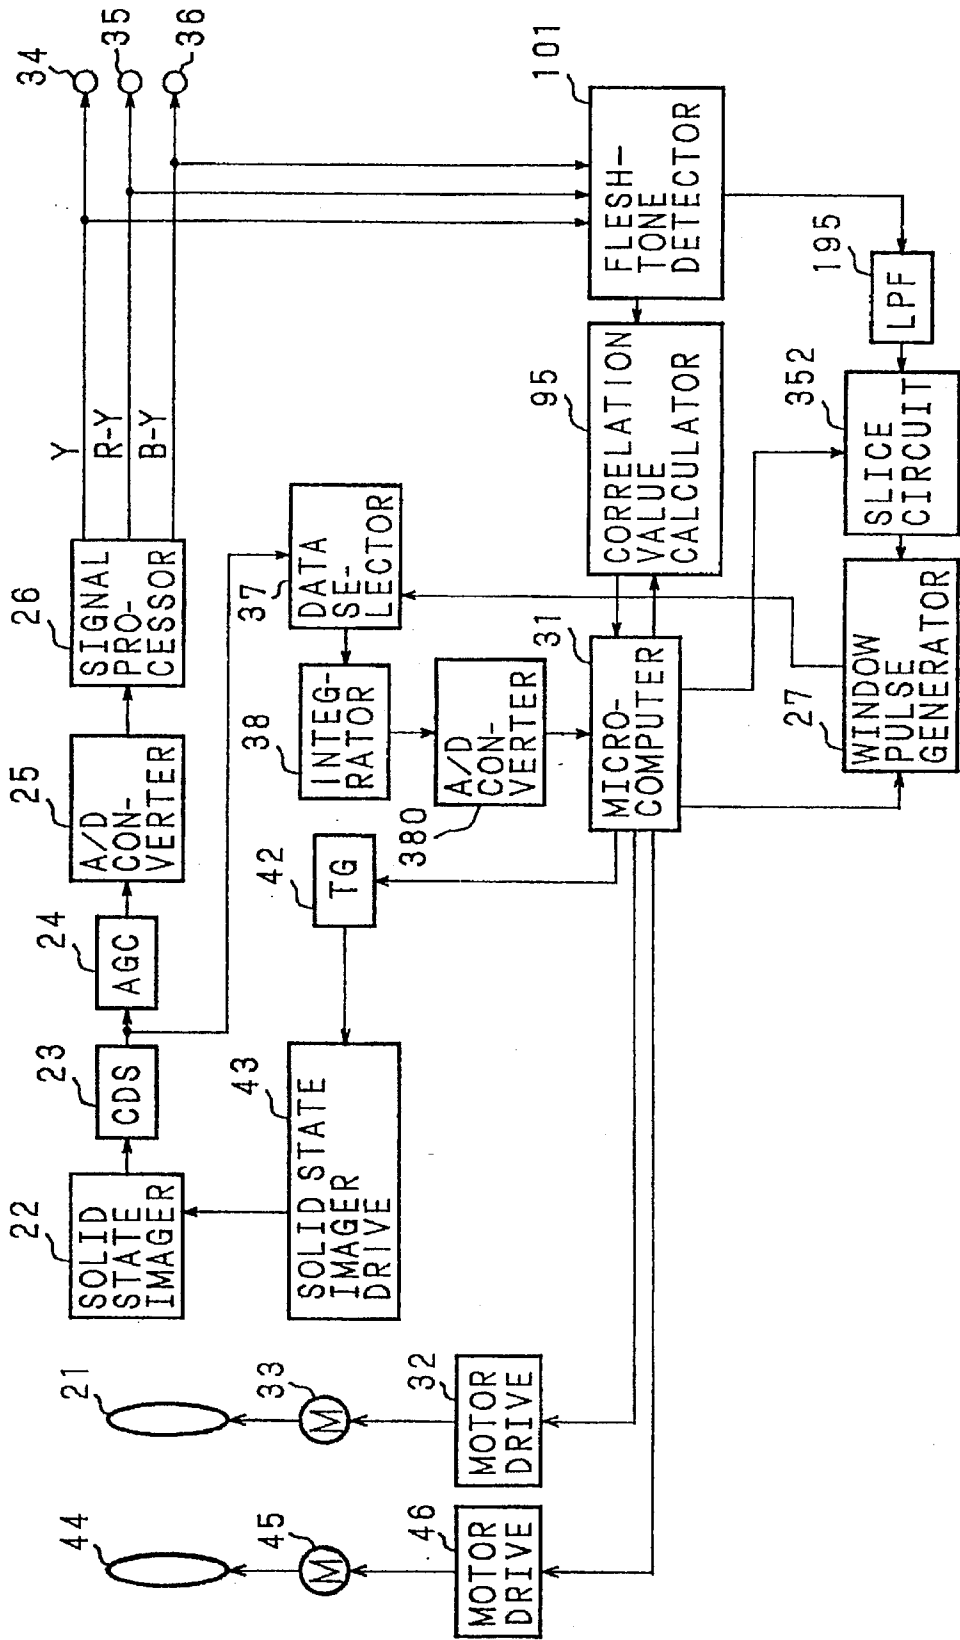 44
21
22
SOLID
STATE
IMAGER
23
CDS
24
AGC
25
A/D
CON-
VERTER
26
SIGNAL
PRO-
CESSOR
Y
R-Y
B-Y
34
35
36
45
M
33
M
43
SOLID STATE
IMAGER
DRIVE
42
TG
38
INTEG-
RATOR
37
DATA
SE-
LECTOR
46
MOTOR
DRIVE
32
MOTOR
DRIVE
380
A/D
CON-
VERTER
31
MICRO-
COMPUTER
95
CORRELATION
VALUE
CALCULATOR
101
FLESH-
TONE
DETECTOR
27
WINDOW
PULSE
GENERATOR
352
SLICE
CIRCUIT
195
LPF